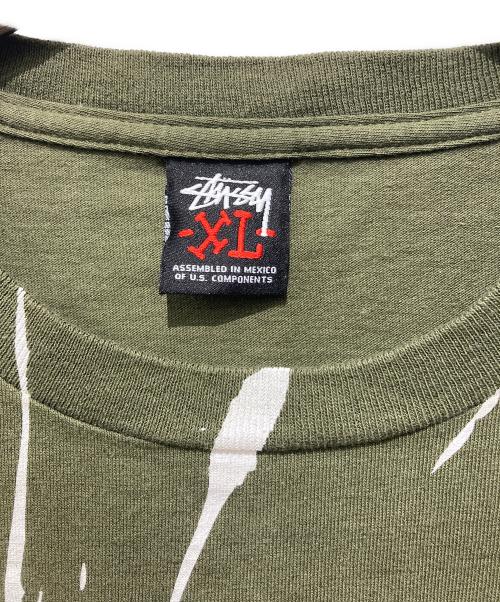 Stüssy
-XL-
ASSEMBLED IN MEXICO
OF U.S. COMPONENTS